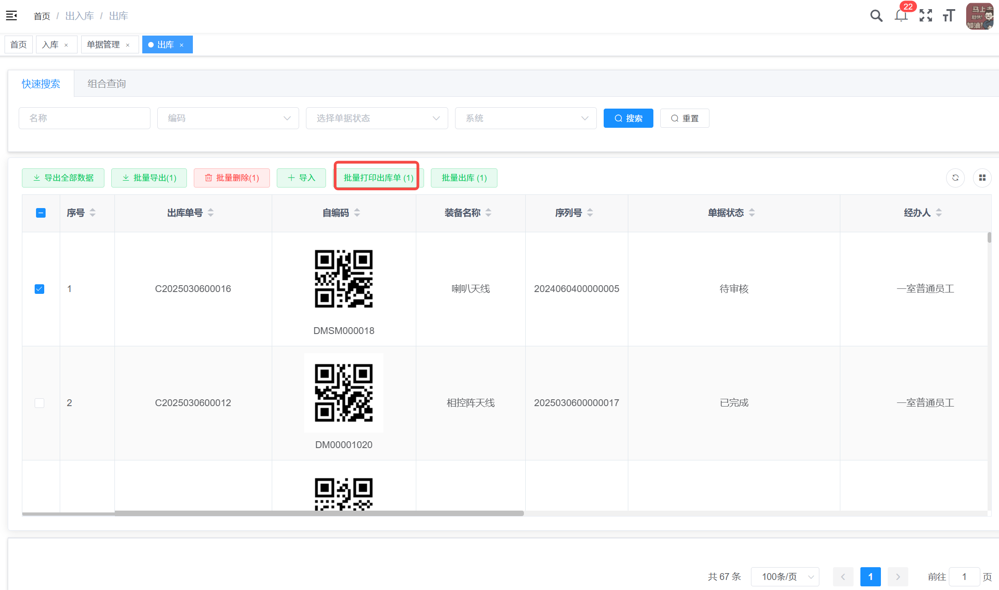 首页 / 出入库 / 出库
22
马上去
赶快!
加油!
首页
入库 ×
单据管理 ×
出库 ×
快速搜索
组合查询
名称
编码
选择单据状态
系统
搜索
重置
导出全部数据
批量导出(1)
批量删除(1)
导入
批量打印出库单 (1)
批量出库 (1)
序号 出库单号 自编码 装备名称 序列号 单据状态 经办人
1 C2025030600016 DMSM000018 喇叭天线 2024060400000005 待审核 一室普通员工
2 C2025030600012 DM00001020 相控阵天线 2025030600000017 已完成 一室普通员工
共 67 条 100条/页 1 前往 1 页